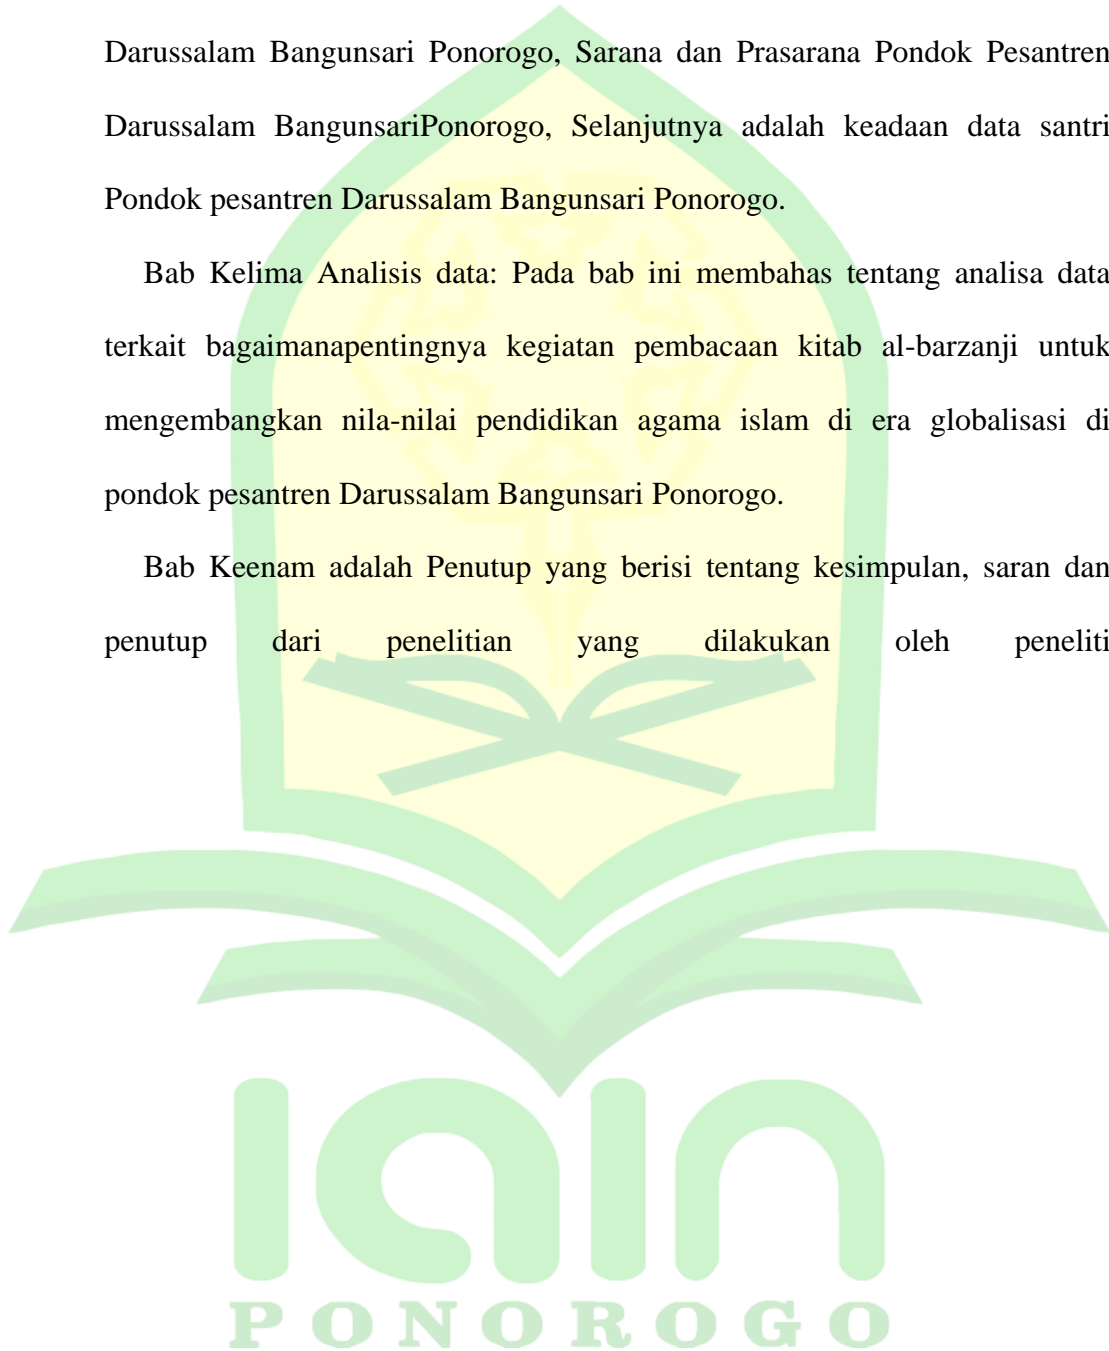 Darussalam Bangunsari Ponorogo, Sarana dan Prasarana Pondok Pesantren
Darussalam BangunsariPonorogo, Selanjutnya adalah keadaan data santri
Pondok pesantren Darussalam Bangunsari Ponorogo.
Bab Kelima Analisis data: Pada bab ini membahas tentang analisa data
terkait bagaimanapentingnya kegiatan pembacaan kitab al-barzanji untuk
mengembangkan nila-nilai pendidikan agama islam di era globalisasi di
pondok pesantren Darussalam Bangunsari Ponorogo.
Bab Keenam adalah Penutup yang berisi tentang kesimpulan, saran dan
penutup dari penelitian yang dilakukan oleh peneliti
iain
PONOROGO